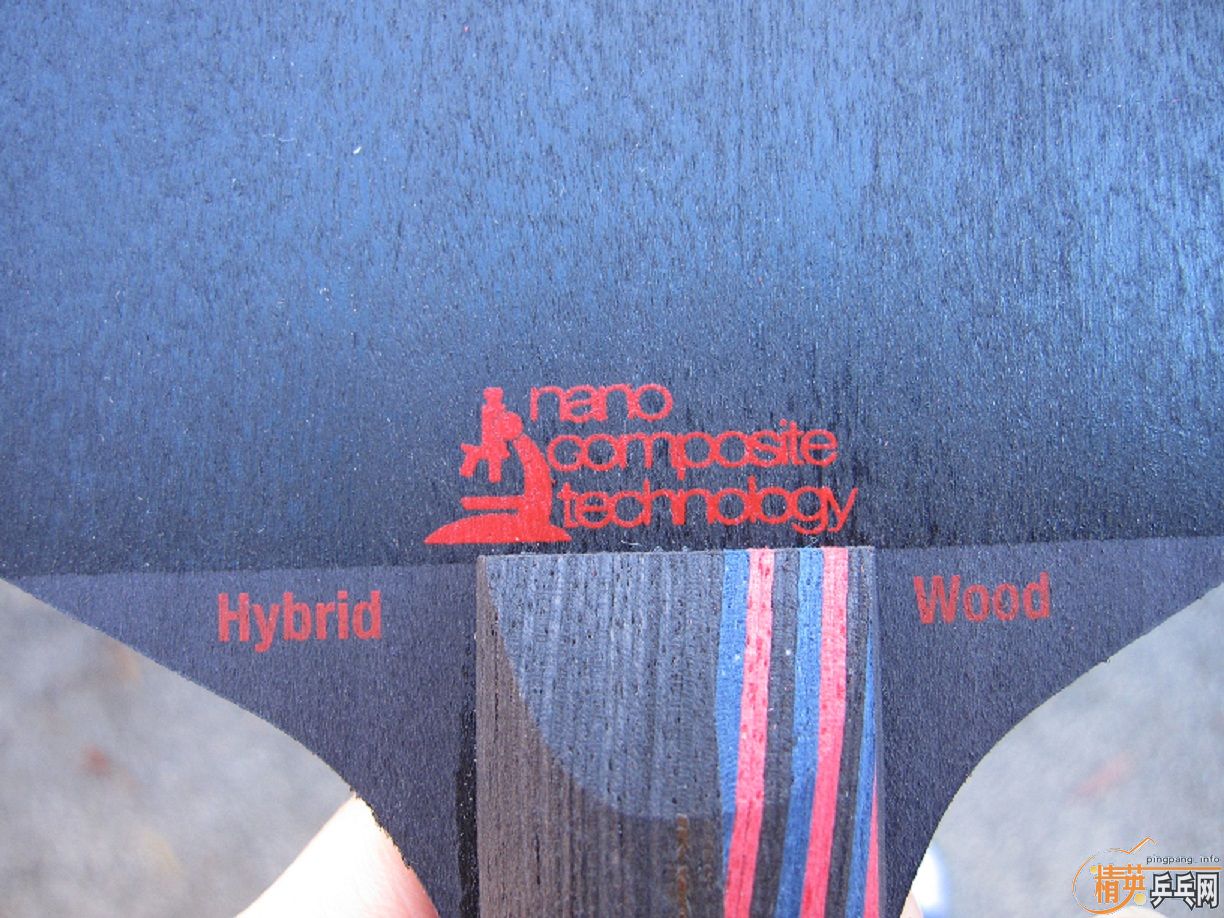 nano
composite
technology
Hybrid
Wood
pingpang.info
精英乒乓网